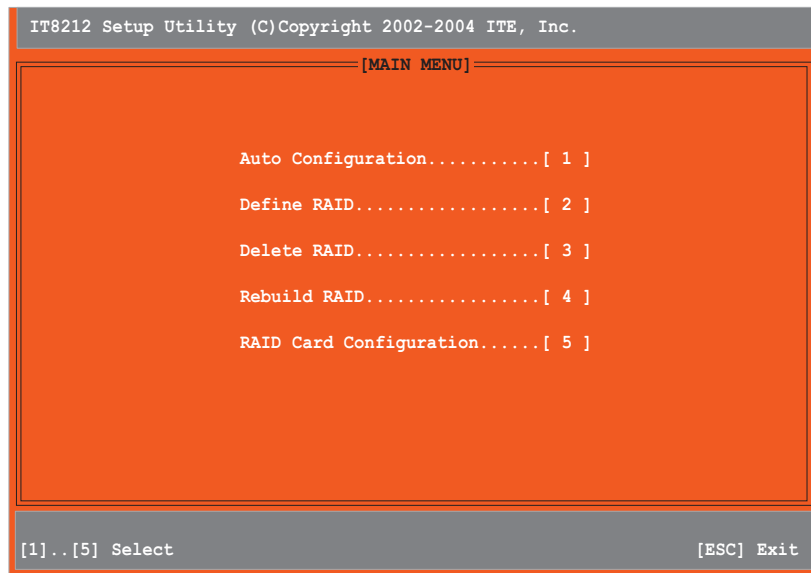 IT8212 Setup Utility (C)Copyright 2002-2004 ITE, Inc.
[MAIN MENU]
Auto Configuration...........[ 1 ]
Define RAID..................[ 2 ]
Delete RAID..................[ 3 ]
Rebuild RAID.................[ 4 ]
RAID Card Configuration......[ 5 ]
[1]..[5] Select [ESC] Exit